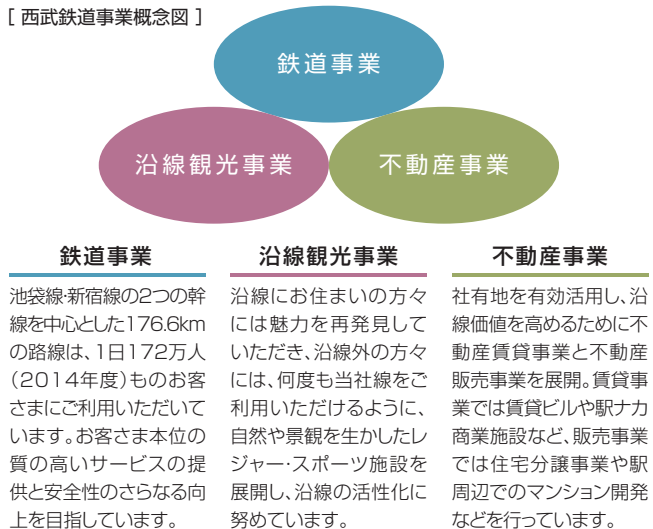 [ 西武鉄道事業概念図 ]
鉄道事業
沿線観光事業
不動産事業
鉄道事業
池袋線・新宿線の2つの幹
線を中心とした176.6km
の路線は、1日172万人
(2014年度)ものお客
さまにご利用いただいて
います。お客さま本位の
質の高いサービスの提
供と安全性のさらなる向
上を目指しています。
沿線観光事業
沿線にお住まいの方々
には魅力を再発見して
いただき、沿線外の方々
には、何度も当社線をご
利用いただけるように、
自然や景観を生かしたレ
ジャー・スポーツ施設を
展開し、沿線の活性化に
努めています。
不動産事業
社有地を有効活用し、沿
線価値を高めるために不
動産賃貸事業と不動産
販売事業を展開。賃貸事
業では賃貸ビルや駅ナカ
商業施設など、販売事業
では住宅分譲事業や駅
周辺でのマンション開発
などを行っています。